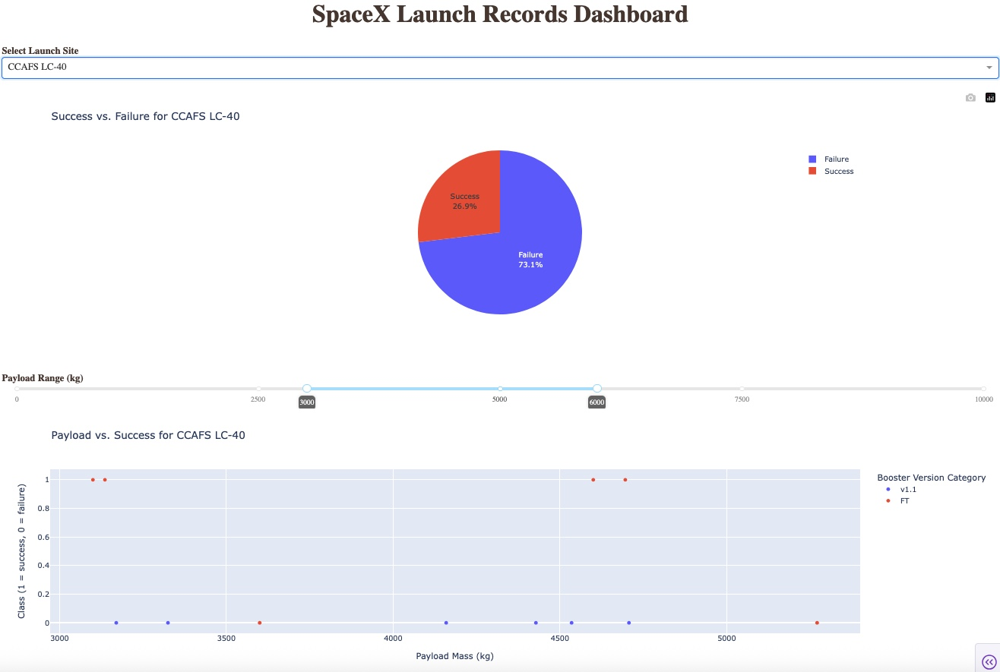 SpaceX Launch Records Dashboard
Select Launch Site
CCAFS LC-40
Success vs. Failure for CCAFS LC-40
Failure
Success
Success
26.9%
Failure
73.1%
Payload Range (kg)
0 2500 3000 5000 6000 7500 10000
Payload vs. Success for CCAFS LC-40
Class (1 = success, 0 = failure)
1
0.8
0.6
0.4
0.2
0
3000 3500 4000 4500 5000
Payload Mass (kg)
Booster Version Category
v1.1
FT